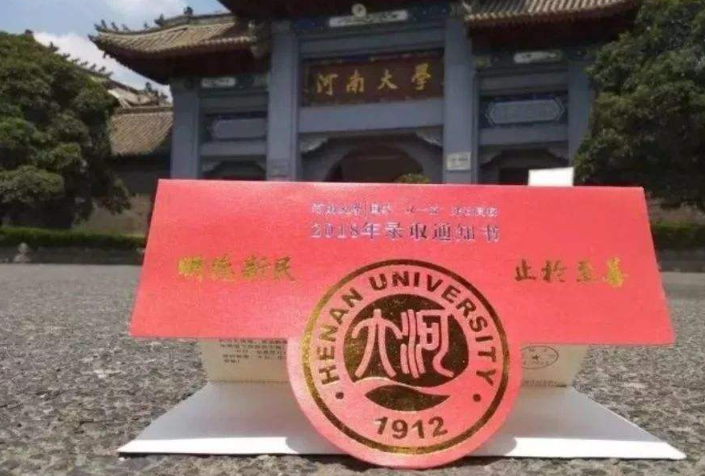 河南大學
2018年录取通知书
明德新民
止於至善
HENAN UNIVERSITY
大河
1912